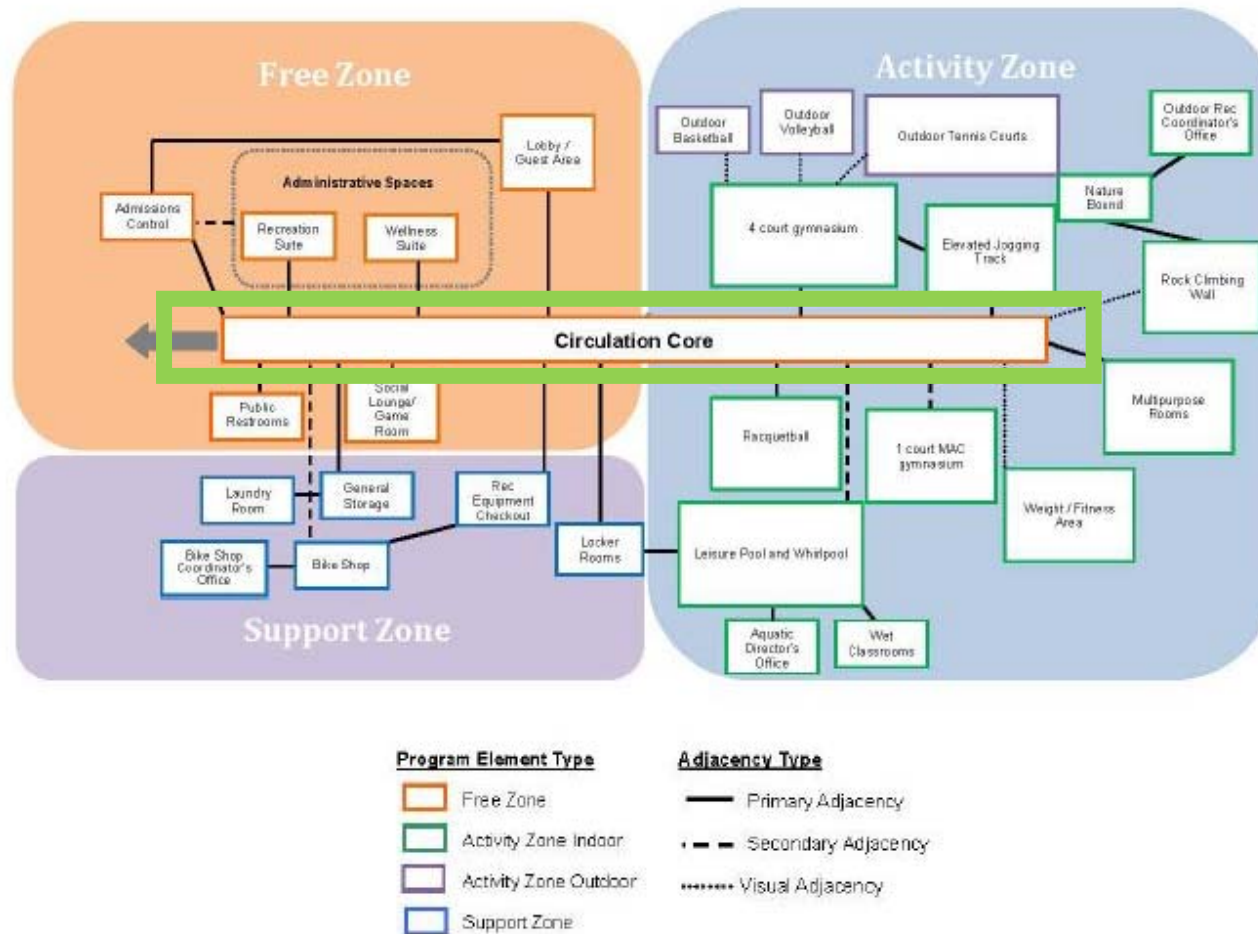 Free Zone
Activity Zone
Lobby /
Guest Area
Administrative Spaces
Admissions
Control
Recreation
Suite
Wellness
Suite
Outdoor
Basketball
Outdoor
Volleyball
Outdoor Tennis Courts
Outdoor Rec
Coordinator's
Office
Nature
Bound
4 court gymnasium
Elevated Jogging
Track
Rock Climbing
Wall
Circulation Core
Public
Restrooms
Social
Lounge/
Game
Room
Racquetball
1 court MAC
gymnasium
Multipurpose
Rooms
Weight / Fitness
Area
Laundry
Room
General
Storage
Rec
Equipment
Checkout
Bike Shop
Coordinator's
Office
Bike Shop
Locker
Rooms
Leisure Pool and Whirlpool
Aquatic
Director's
Office
Wet
Classrooms
Support Zone
Program Element Type
Free Zone
Activity Zone Indoor
Activity Zone Outdoor
Support Zone
Adjacency Type
Primary Adjacency
Secondary Adjacency
Visual Adjacency